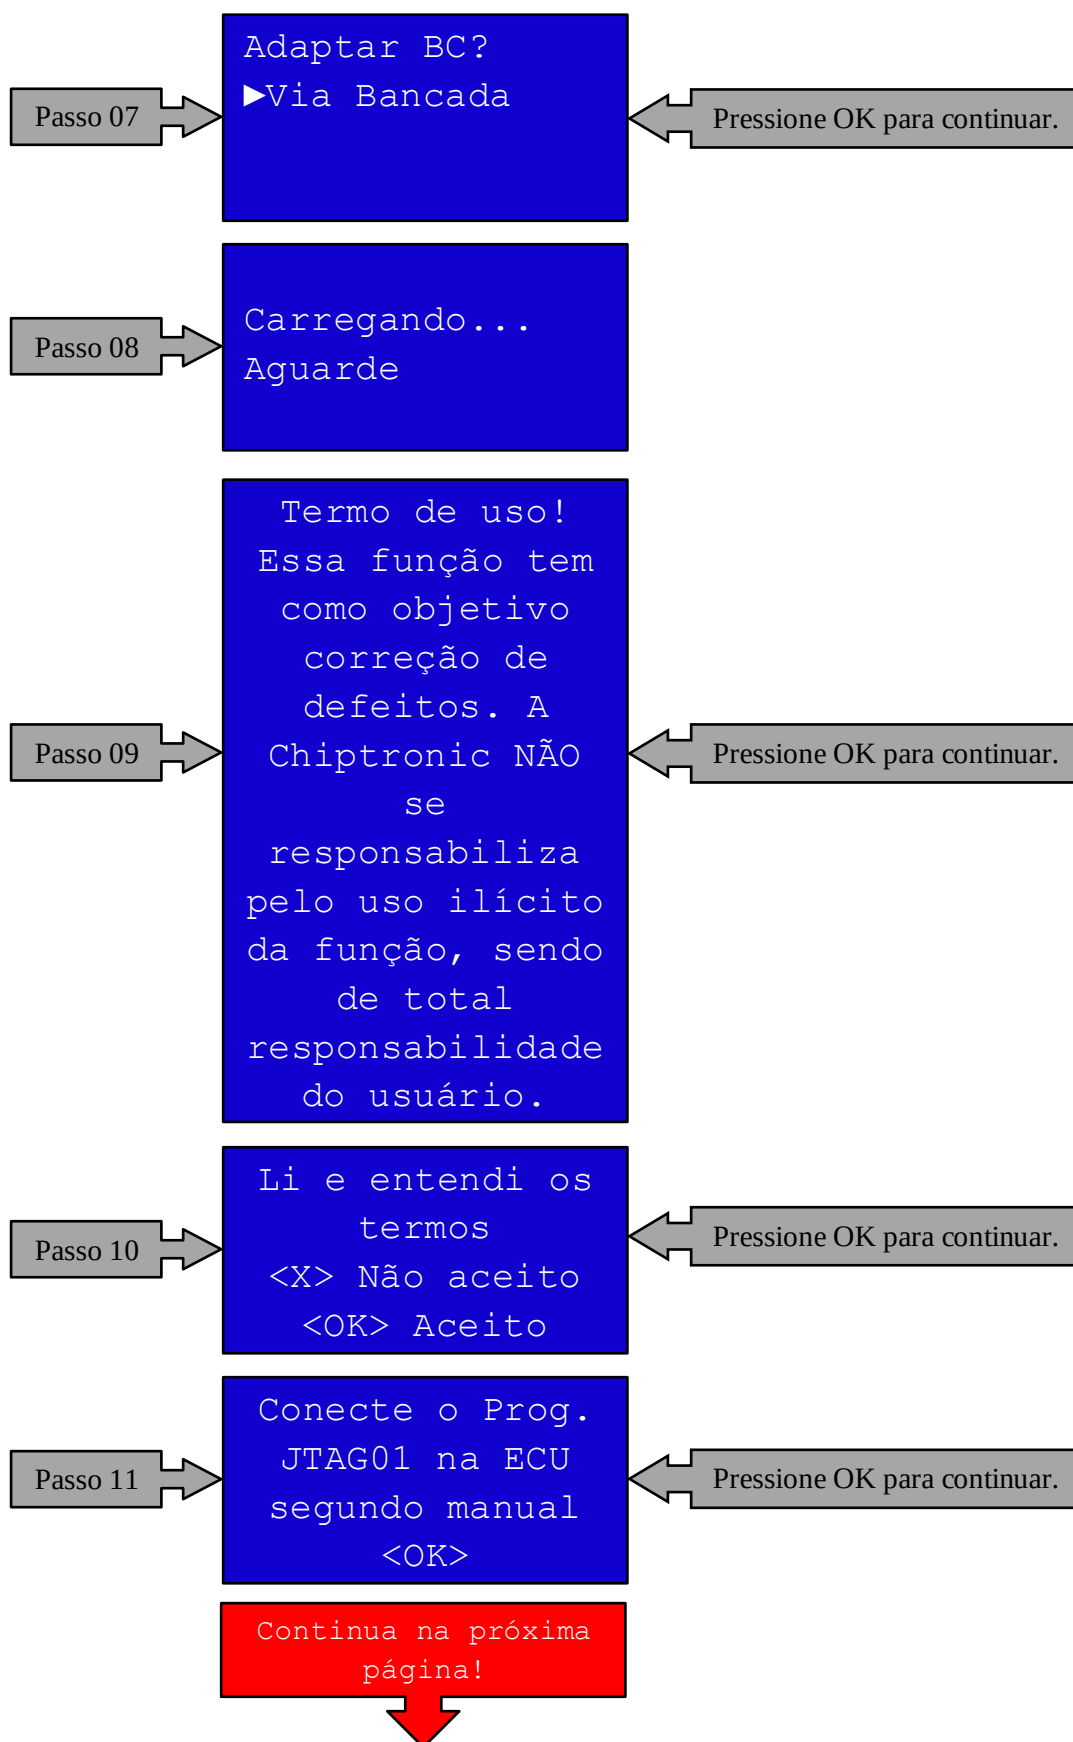 Adaptar BC?
►Via Bancada
Passo 07
Pressione OK para continuar.
Carregando...
Aguarde
Passo 08
Termo de uso!
Essa função tem
como objetivo
correção de
defeitos. A
Chiptronic NÃO
se
responsabiliza
pelo uso ilícito
da função, sendo
de total
responsabilidade
do usuário.
Passo 09
Pressione OK para continuar.
Li e entendi os
termos
<X> Não aceito
<OK> Aceito
Passo 10
Pressione OK para continuar.
Conecte o Prog.
JTAG01 na ECU
segundo manual
<OK>
Passo 11
Pressione OK para continuar.
Continua na próxima
página!